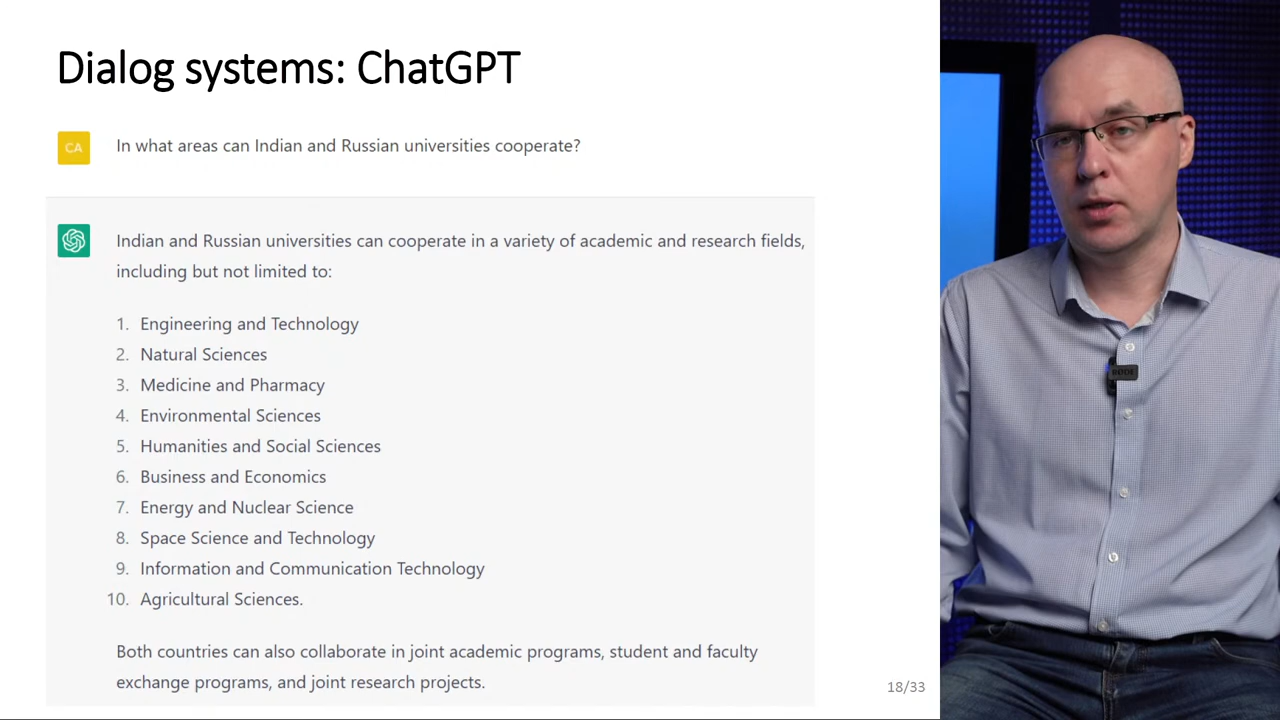 Dialog systems: ChatGPT
CA
In what areas can Indian and Russian universities cooperate?
Indian and Russian universities can cooperate in a variety of academic and research fields,
including but not limited to:
1. Engineering and Technology
2. Natural Sciences
3. Medicine and Pharmacy
4. Environmental Sciences
5. Humanities and Social Sciences
6. Business and Economics
7. Energy and Nuclear Science
8. Space Science and Technology
9. Information and Communication Technology
10. Agricultural Sciences.
Both countries can also collaborate in joint academic programs, student and faculty
exchange programs, and joint research projects.
18/33